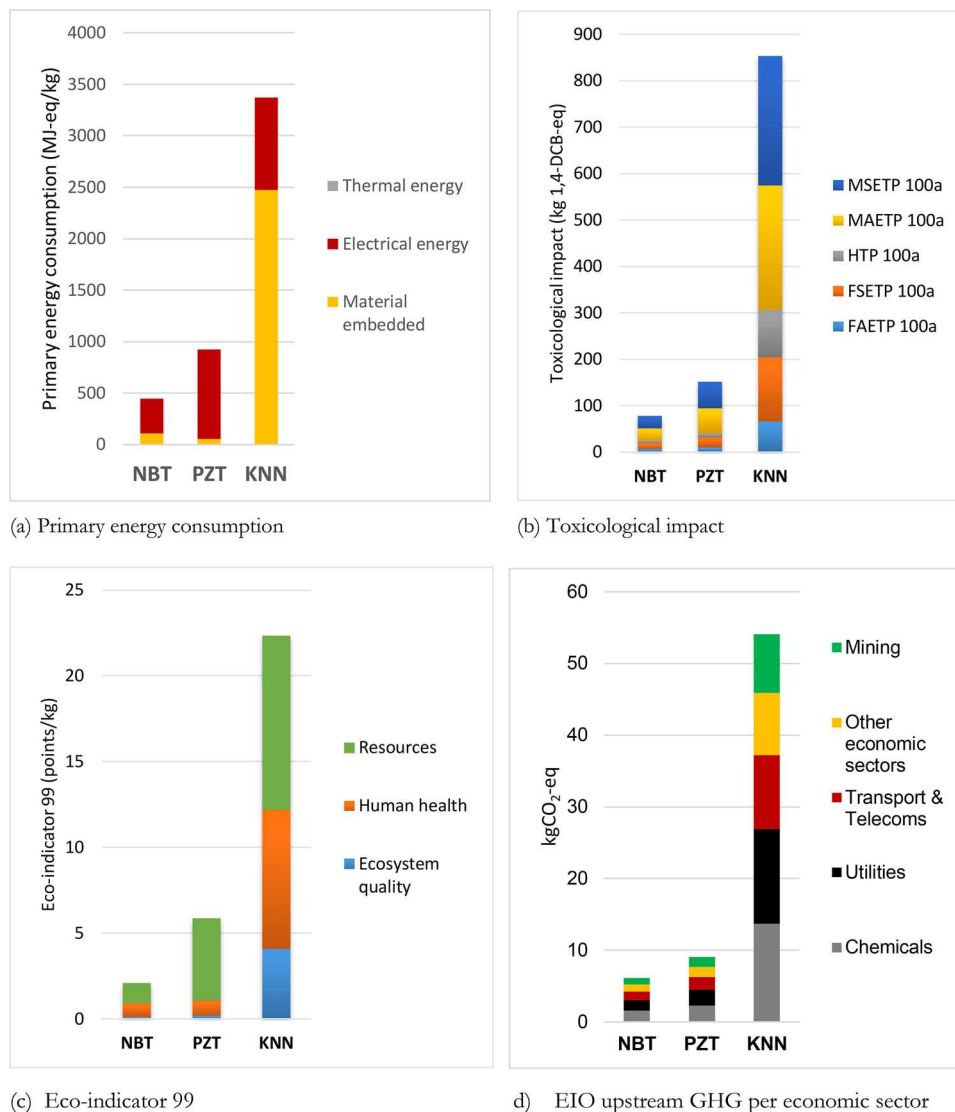 4000
3500
3000
2500
2000
1500
1000
500
0
Primary energy consumption (MJ-eq/kg)
NBT PZT KNN
Thermal energy
Electrical energy
Material
embedded
(a) Primary energy consumption
900
800
700
600
500
400
300
200
100
0
Toxicological impact (kg 1,4-DCB-eq)
NBT PZT KNN
MSETP 100a
MAETP 100a
HTP 100a
FSETP 100a
FAETP 100a
(b) Toxicological impact
25
20
15
10
5
0
Eco-indicator 99 (points/kg)
NBT PZT KNN
Resources
Human health
Ecosystem
quality
(c) Eco-indicator 99
60
50
40
30
20
10
0
kgCO₂-eq
NBT PZT KNN
Mining
Other
economic
sectors
Transport &
Telecoms
Utilities
Chemicals
d) EIO upstream GHG per economic sector